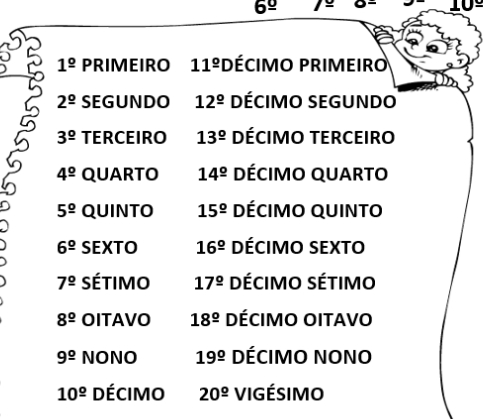 6º 7º 8º 9º 10º
1º PRIMEIRO 11ºDÉCIMO PRIMEIRO
2º SEGUNDO 12º DÉCIMO SEGUNDO
3º TERCEIRO 13º DÉCIMO TERCEIRO
4º QUARTO 14º DÉCIMO QUARTO
5º QUINTO 15º DÉCIMO QUINTO
6º SEXTO 16º DÉCIMO SEXTO
7º SÉTIMO 17º DÉCIMO SÉTIMO
8º OITAVO 18º DÉCIMO OITAVO
9º NONO 19º DÉCIMO NONO
10º DÉCIMO 20º VIGÉSIMO